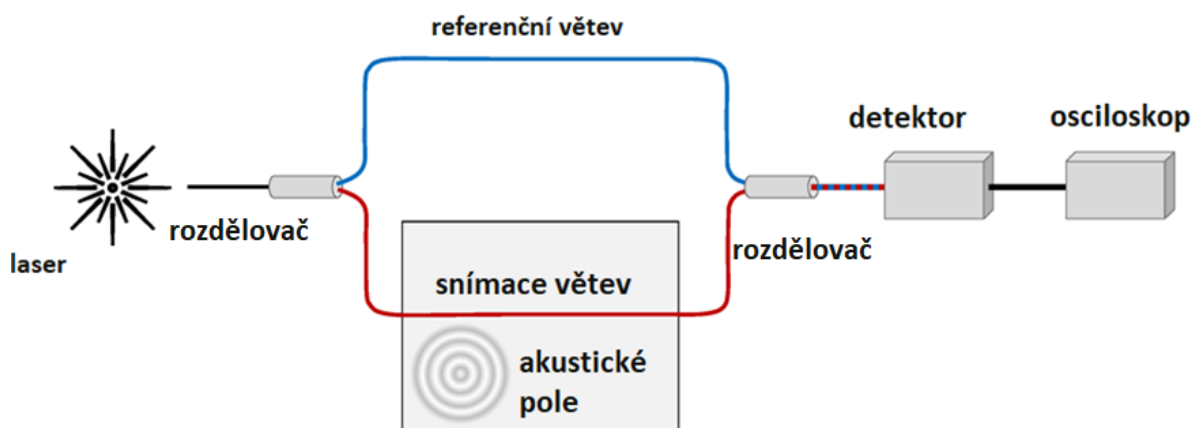 referenční větev
detektor
osciloskop
rozdělovač
laser
rozdělovač
snímace větev
akustické
pole